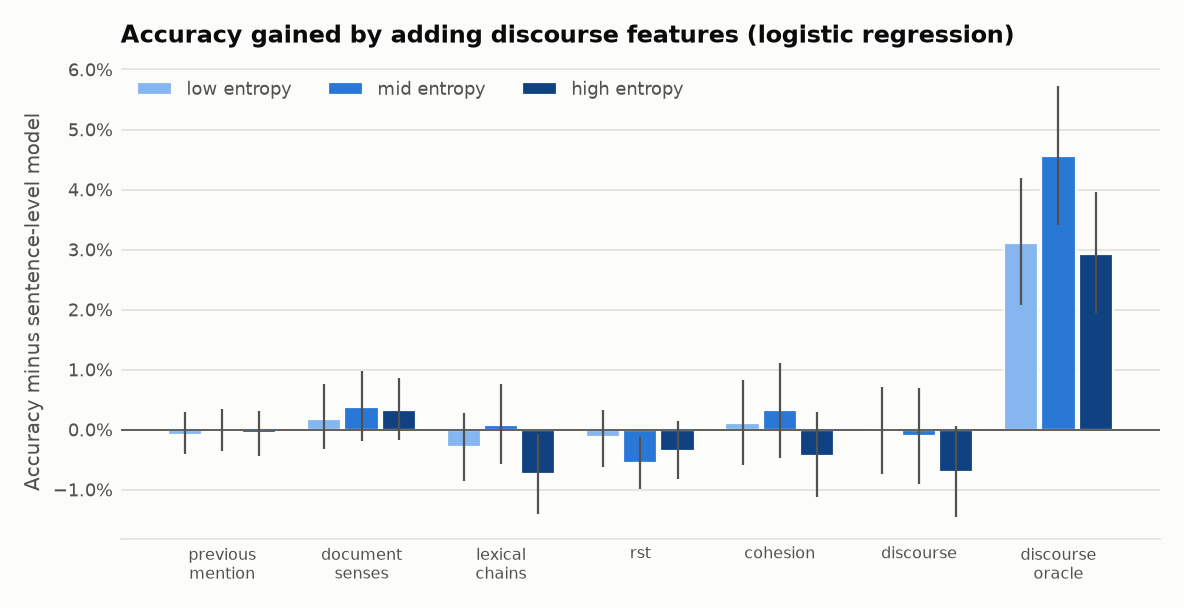 Accuracy gained by adding discourse features (logistic regression)
Accuracy minus sentence-level model
6.0%
5.0%
4.0%
3.0%
2.0%
1.0%
0.0%
−1.0%
low entropy
mid entropy
high entropy
previous
mention
document
senses
lexical
chains
rst
cohesion
discourse
discourse
oracle